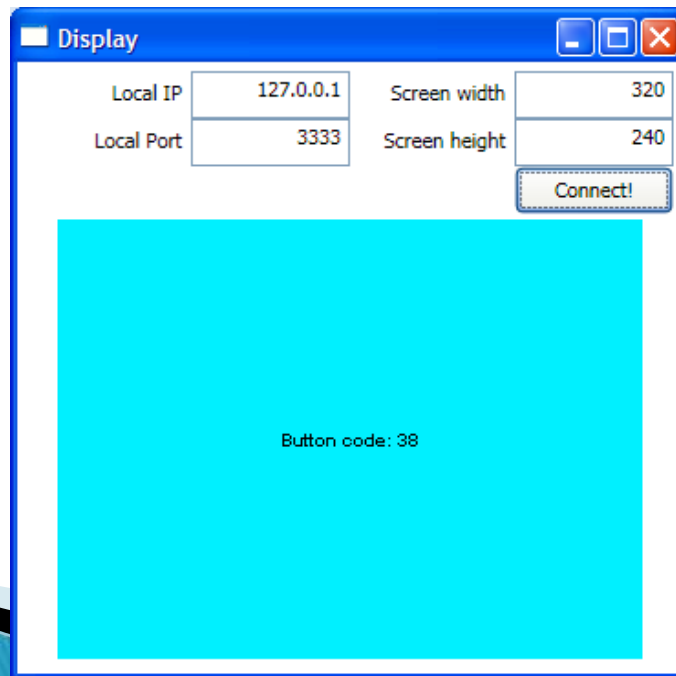 Display
Local IP 127.0.0.1 Screen width 320
Local Port 3333 Screen height 240
Connect!
Button code: 38